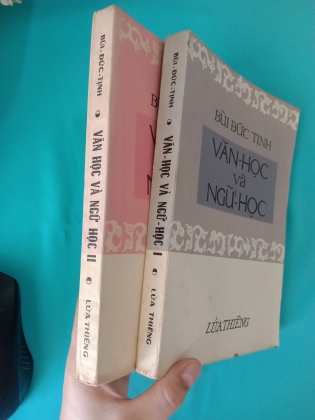 BÙI-ĐỨC-TỊNH • VĂN HỌC VÀ NGỮ HỌC II • LỬA THIÊNG
BÙI-ĐỨC-TỊNH • VĂN-HỌC VÀ NGỮ-HỌC I • LỬA THIÊNG
B
V
N
BÙI ĐỨC TỊNH
VĂN-HỌC
và
NGỮ-HỌC
LỬA THIÊNG